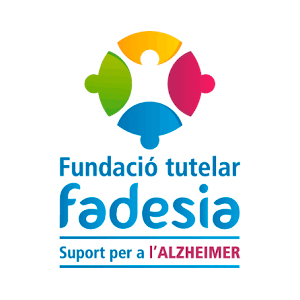 Fundació tutelar
fadesia
Suport per a l'ALZHEIMER